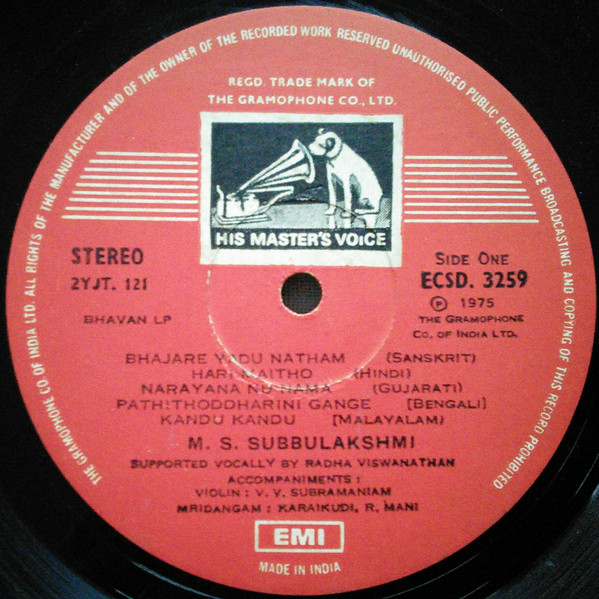 THE GRAMOPHONE CO OF INDIA LTD. ALL RIGHTS OF THE MANUFACTURER AND OF THE OWNER OF THE RECORDED WORK RESERVED UNAUTHORISED PUBLIC PERFORMANCE BROADCASTING AND COPYING OF THIS RECORD PROHIBITED
REGD. TRADE MARK OF
THE GRAMOPHONE CO., LTD.
HIS MASTER'S VOICE
STEREO
2YJT. 121
BHAVAN LP
SIDE ONE
ECSD. 3259
Ⓟ 1975
THE GRAMOPHONE
CO. OF INDIA LTD.
BHAJARE YADU NATHAM (SANSKRIT)
HARI MAITHO (HINDI)
NARAYANA NU NAMA (GUJARATI)
PATHITHODDHARINI GANGE [BENGALI]
KANDU KANDU [MALAYALAM]
M. S. SUBBULAKSHMI
SUPPORTED VOCALLY BY RADHA VISWANATHAN
ACCOMPANIMENTS :
VIOLIN : V. V. SUBRAMANIAM
MRIDANGAM : KARAIKUDI, R. MANI
EMI
MADE IN INDIA